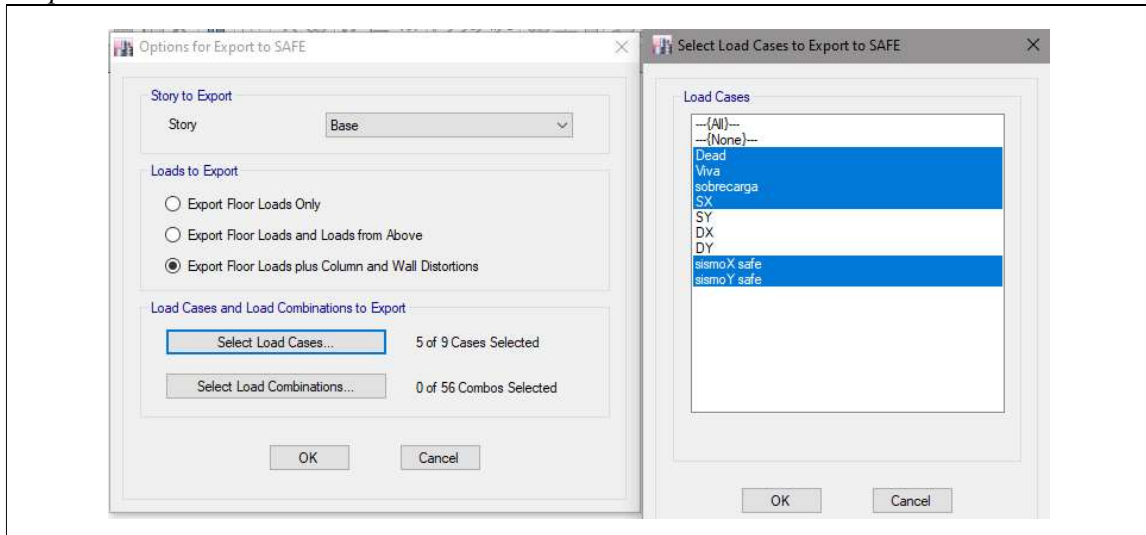 Options for Export to SAFE
Story to Export
Story Base
Loads to Export
Export Floor Loads Only
Export Floor Loads and Loads from Above
Export Floor Loads plus Column and Wall Distortions
Load Cases and Load Combinations to Export
Select Load Cases... 5 of 9 Cases Selected
Select Load Combinations... 0 of 56 Combos Selected
OK Cancel
Select Load Cases to Export to SAFE
Load Cases
---{All}---
---{None}---
Dead
Viva
sobrecarga
SX
SY
DX
DY
sismoX safe
sismoY safe
OK Cancel